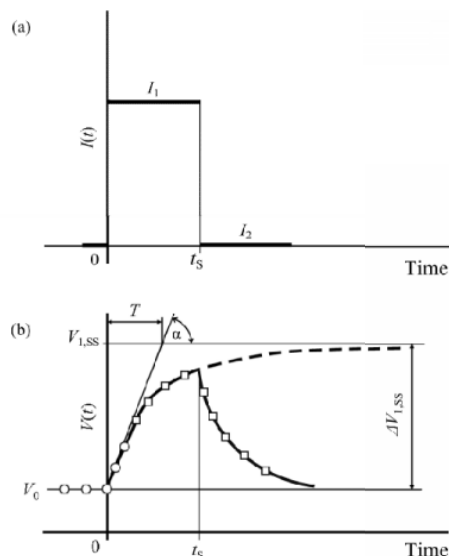 (a)
I₁
I(t)
I₂
0
tS
Time
(b)
T
V1,SS
α
V(t)
ΔV1,SS
V₀
0
tS
Time